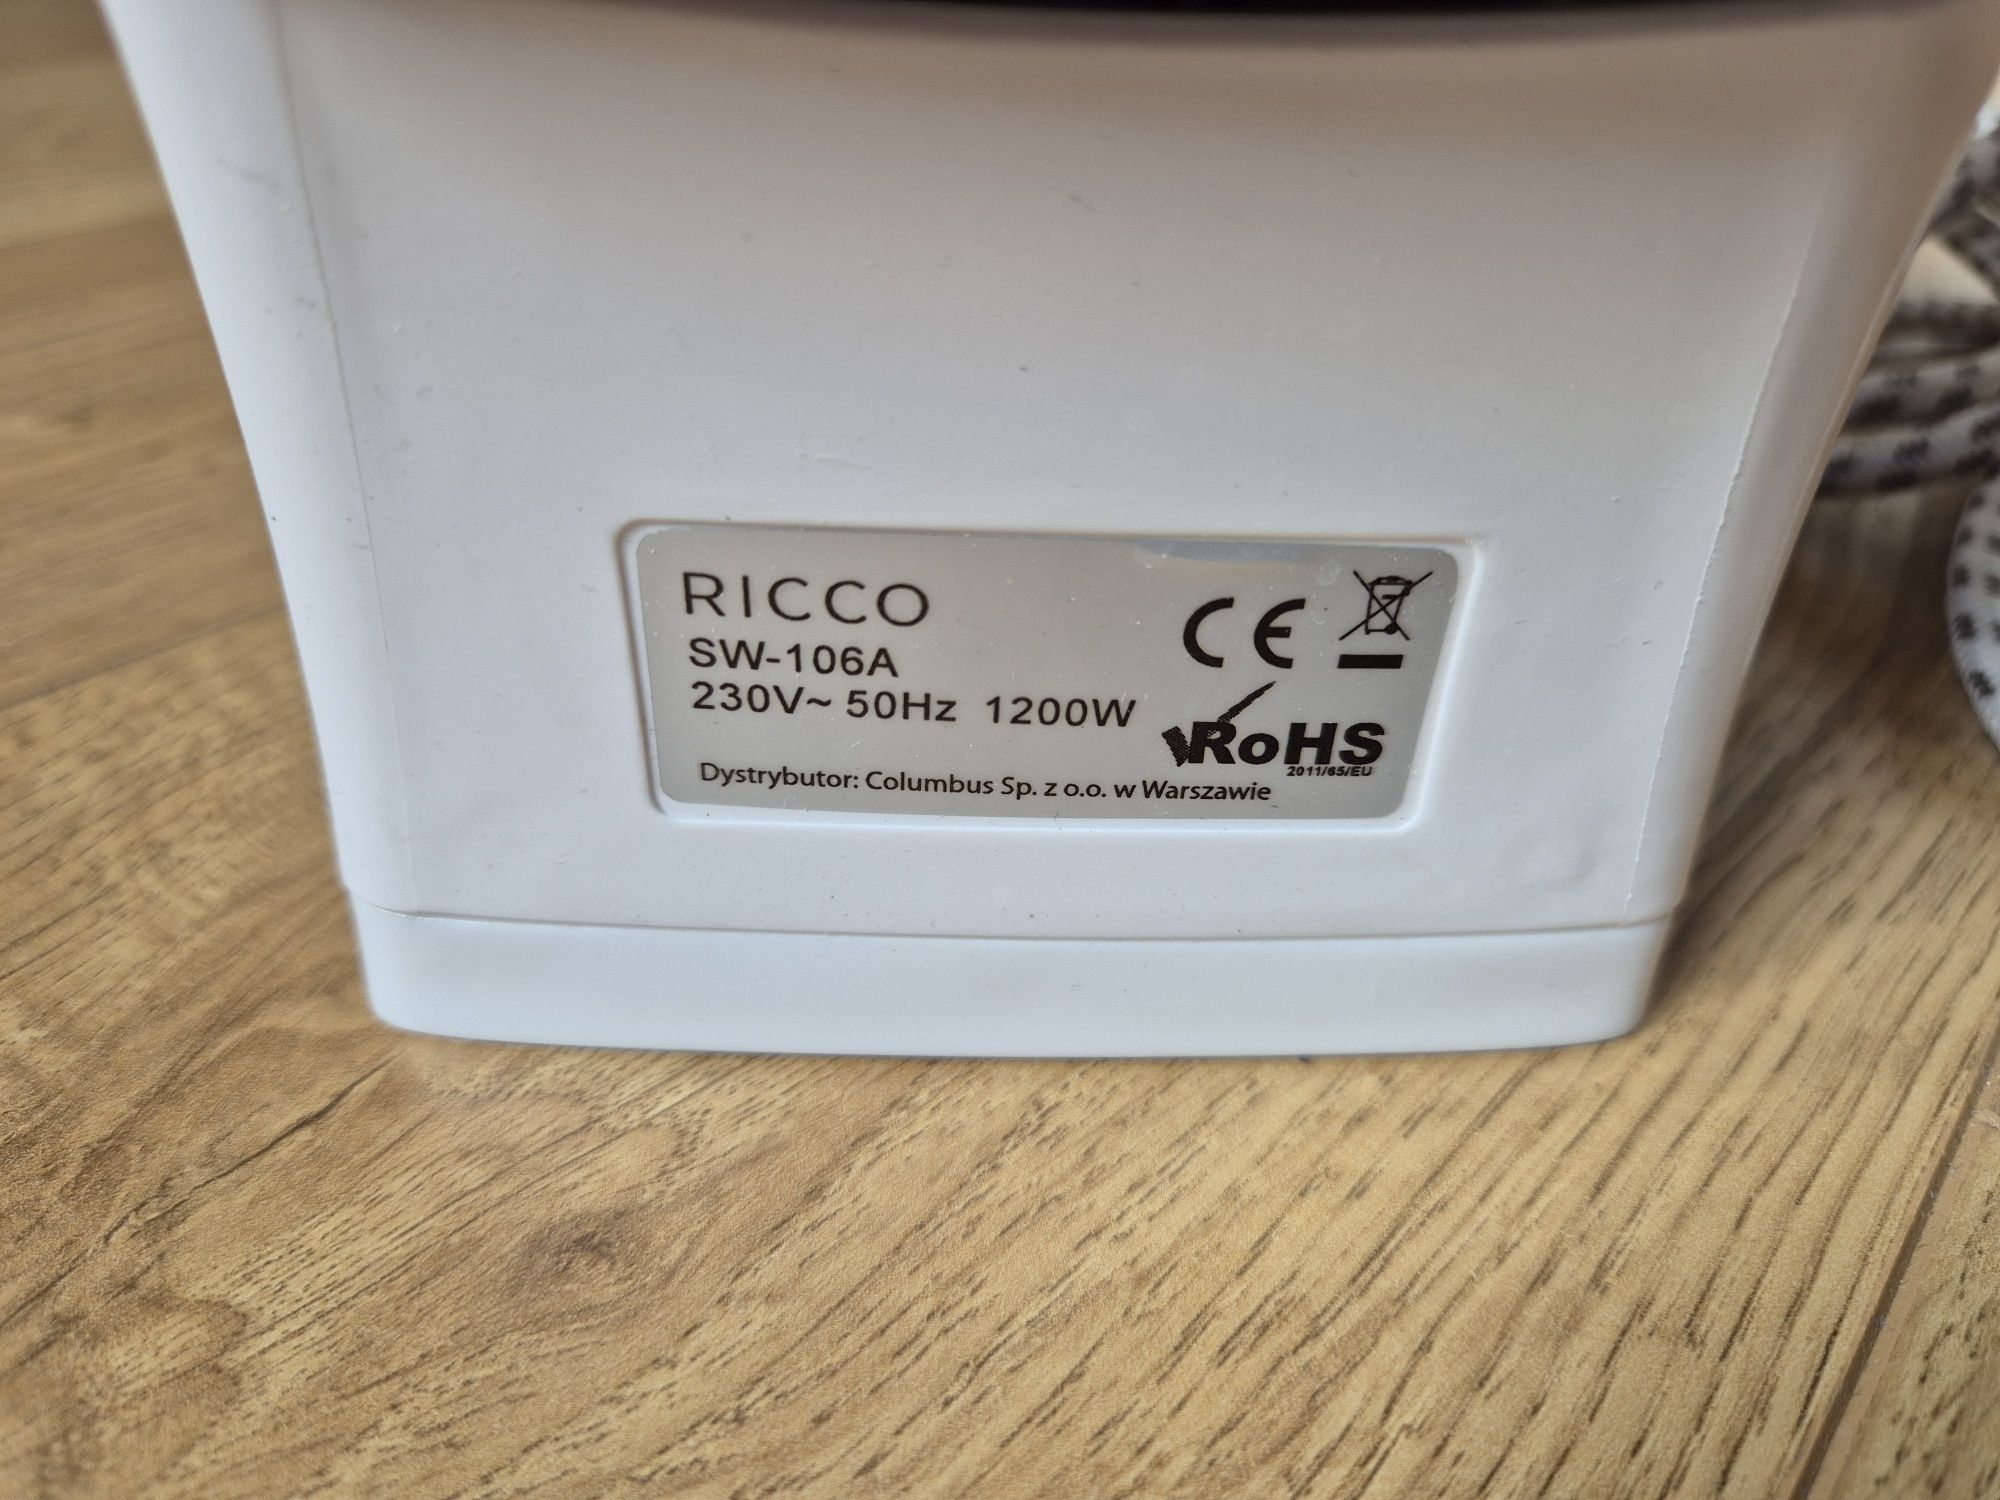 RICCO
SW-106A
230V~ 50Hz 1200W
CE
RoHS
2011/65/EU
Dystrybutor: Columbus Sp. z o.o. w Warszawie